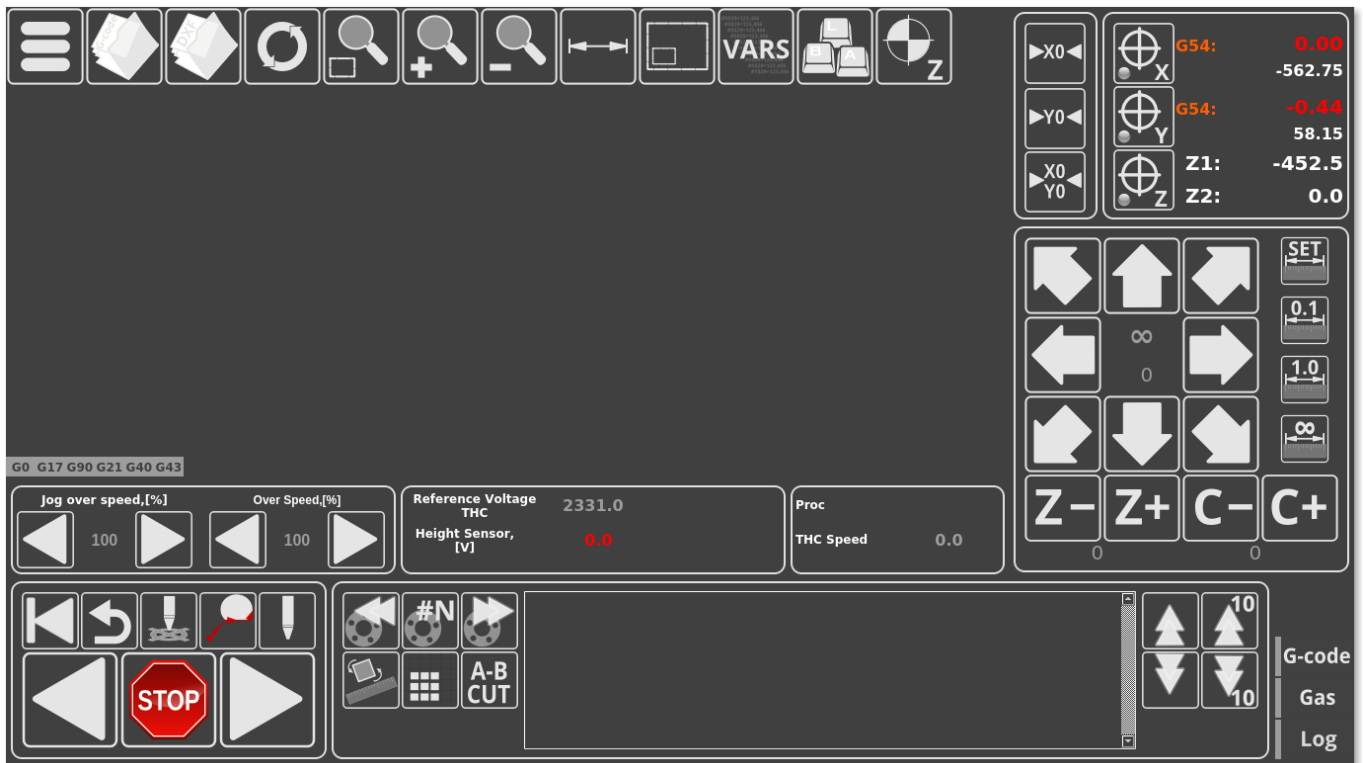 G-code
DXF
VARS
L
B
A
Z
X0
Y0
X0
Y0
X
G54:
0.00
-562.75
Y
G54:
-0.44
58.15
Z
Z1:
-452.5
Z2:
0.0
SET
0.1
1.0
∞
∞
0
Z− Z+ C− C+
0
0
G0 G17 G90 G21 G40 G43
Jog over speed,[%]
100
Over Speed,[%]
100
Reference Voltage
THC
2331.0
Height Sensor,
[V]
0.0
Proc
THC Speed
0.0
STOP
#N
A-B
CUT
10
10
G-code
Gas
Log